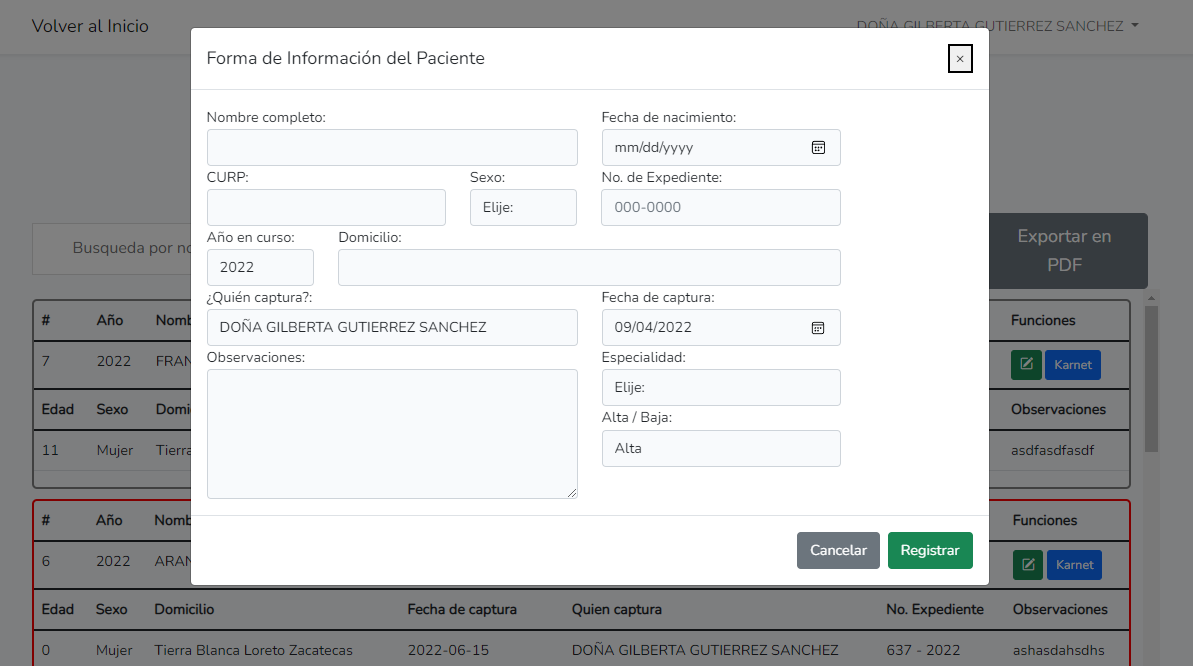 Volver al Inicio
DOÑA GILBERTA GUTIERREZ SANCHEZ
Forma de Información del Paciente
×
Nombre completo:
Fecha de nacimiento:
mm/dd/yyyy
CURP:
Sexo:
No. de Expediente:
Elije:
000-0000
Año en curso:
Domicilio:
2022
¿Quién captura?:
Fecha de captura:
DOÑA GILBERTA GUTIERREZ SANCHEZ
09/04/2022
Observaciones:
Especialidad:
Elije:
Alta / Baja:
Alta
Cancelar
Registrar
Busqueda por no
Exportar en
PDF
# Año Nomb Funciones
7 2022 FRAN Karnet
Edad Sexo Domi Observaciones
11 Mujer Tierra asdfasdfasdf
# Año Nomb Funciones
6 2022 ARAN Karnet
Edad Sexo Domicilio Fecha de captura Quien captura No. Expediente Observaciones
0 Mujer Tierra Blanca Loreto Zacatecas 2022-06-15 DOÑA GILBERTA GUTIERREZ SANCHEZ 637 - 2022 ashasdahsdhs